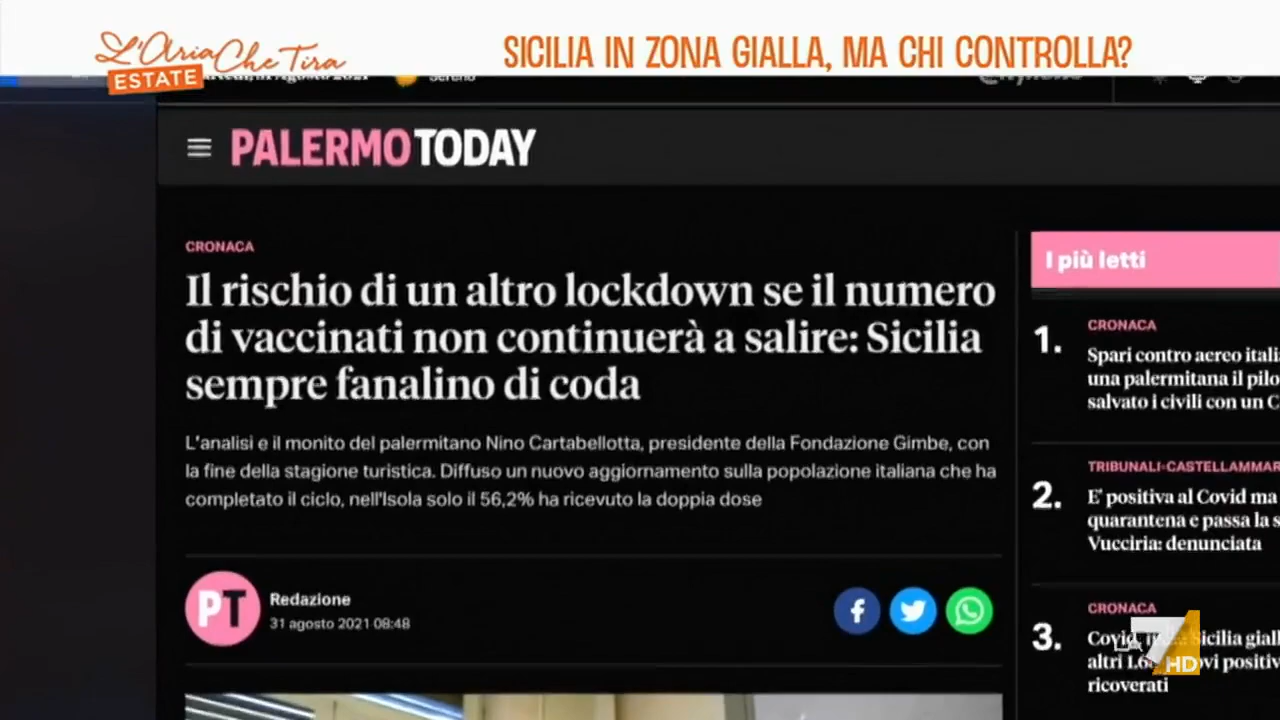 L'Aria Che Tira
ESTATE
SICILIA IN ZONA GIALLA, MA CHI CONTROLLA?
PALERMOTODAY
CRONACA
Il rischio di un altro lockdown se il numero
di vaccinati non continuerà a salire: Sicilia
sempre fanalino di coda
L'analisi e il monito del palermitano Nino Cartabellotta, presidente della Fondazione Gimbe, con
la fine della stagione turistica. Diffuso un nuovo aggiornamento sulla popolazione italiana che ha
completato il ciclo, nell'Isola solo il 56,2% ha ricevuto la doppia dose
PT
Redazione
31 agosto 2021 08:48
I più letti
1.
CRONACA
Spari contro aereo
una palermitana il
salvato i civili con un
2.
TRIBUNALI-CASTELLAMMAR
E' positiva al Covid ma
quarantena e passa la
Vucciria: denunciata
3.
CRONACA
Covid, Sicilia
altri
ricoverati
LA 7 HD